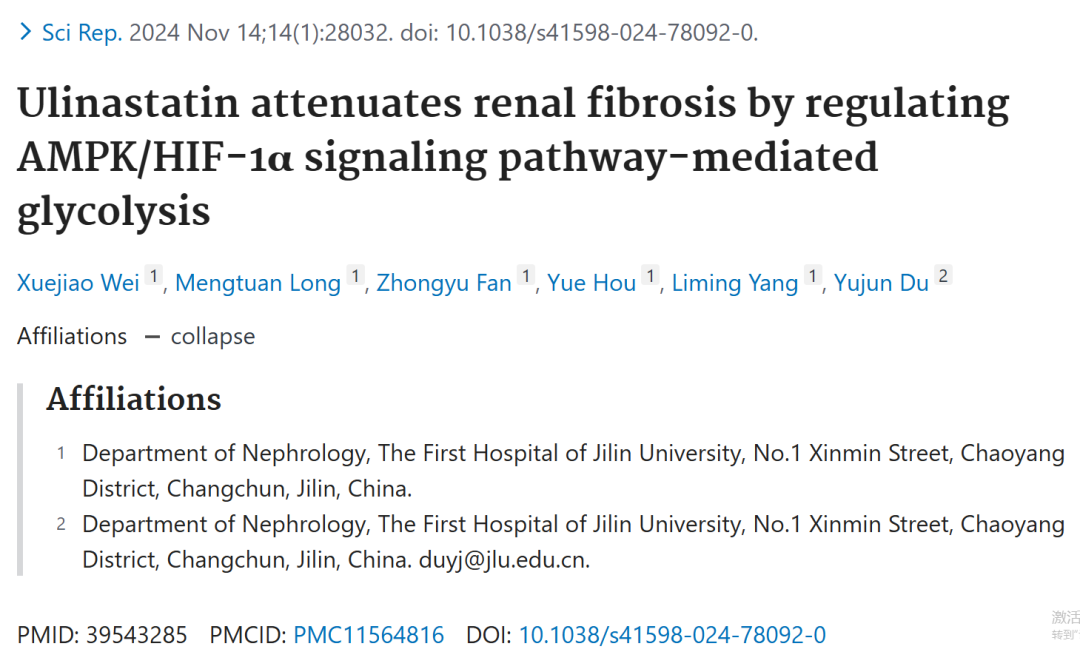 > Sci Rep. 2024 Nov 14;14(1):28032. doi: 10.1038/s41598-024-78092-0.
Ulinastatin attenuates renal fibrosis by regulating
AMPK/HIF-1α signaling pathway-mediated
glycolysis
Xuejiao Wei 1, Mengtuan Long 1, Zhongyu Fan 1, Yue Hou 1, Liming Yang 1, Yujun Du 2
Affiliations — collapse
Affiliations
1 Department of Nephrology, The First Hospital of Jilin University, No.1 Xinmin Street, Chaoyang
District, Changchun, Jilin, China.
2 Department of Nephrology, The First Hospital of Jilin University, No.1 Xinmin Street, Chaoyang
District, Changchun, Jilin, China. duyj@jlu.edu.cn.
激活
转到"
PMID: 39543285 PMCID: PMC11564816 DOI: 10.1038/s41598-024-78092-0